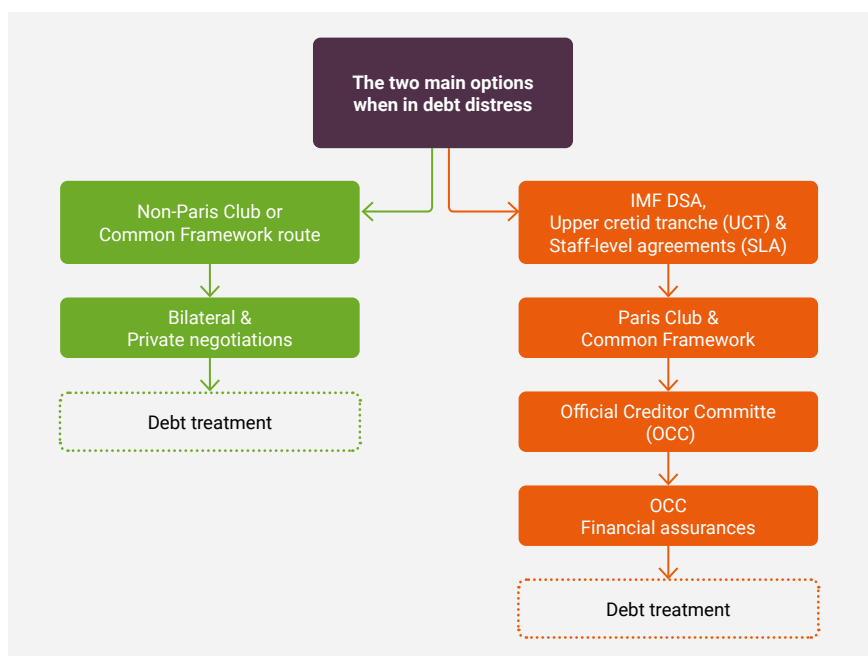 The two main options
when in debt distress
Non-Paris Club or
Common Framework route
Bilateral &
Private negotiations
Debt treatment
IMF DSA,
Upper cretid tranche (UCT) &
Staff-level agreements (SLA)
Paris Club &
Common Framework
Official Creditor Committe
(OCC)
OCC
Financial assurances
Debt treatment